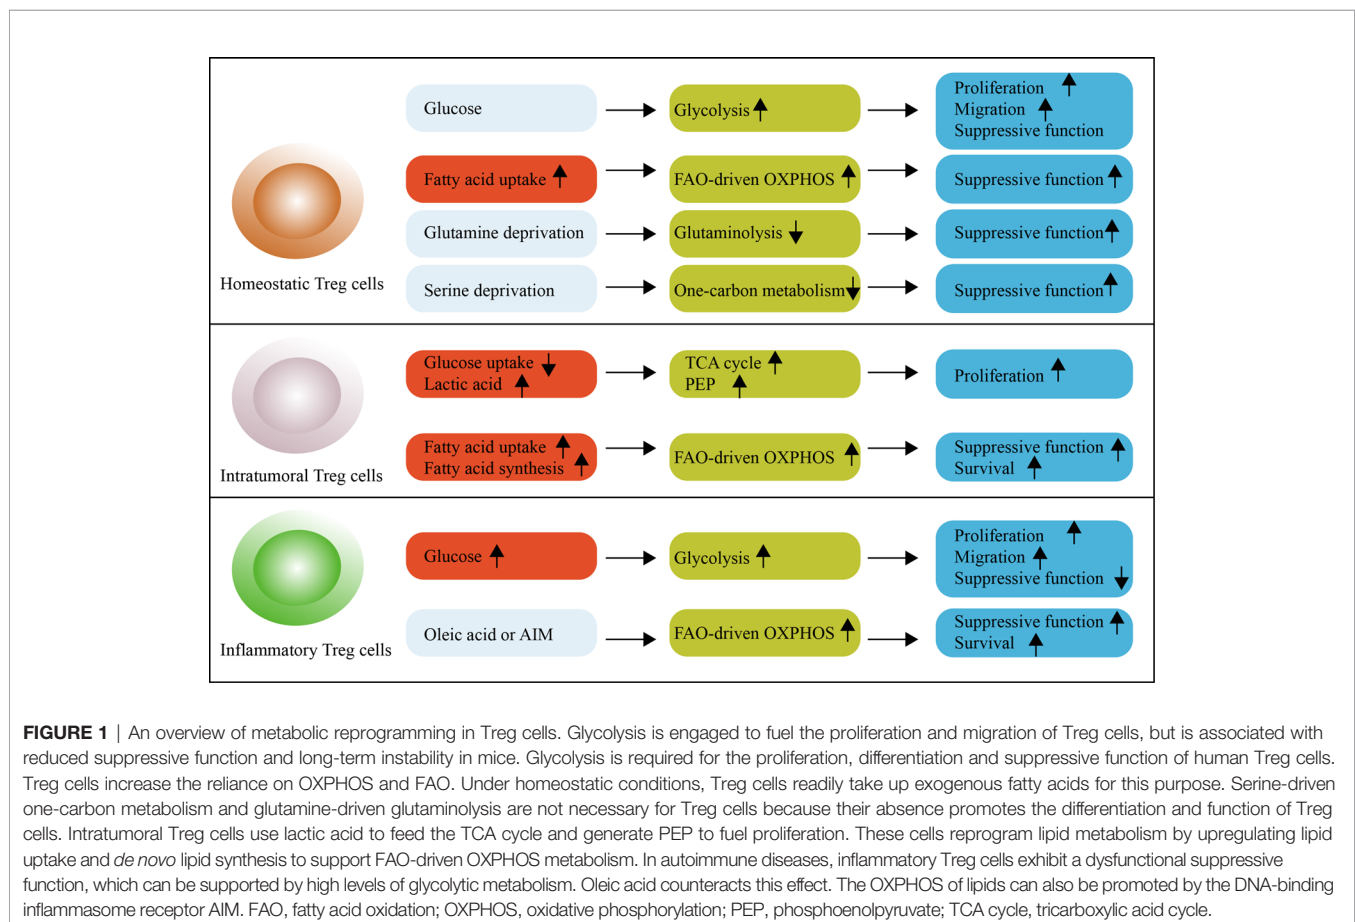 Glucose
Glycolysis
Proliferation
Migration
Suppressive function
Fatty acid uptake
FAO-driven OXPHOS
Suppressive function
Glutamine deprivation
Glutaminolysis
Suppressive function
Serine deprivation
One-carbon metabolism
Suppressive function
Homeostatic Treg cells
Glucose uptake
Lactic acid
TCA cycle
PEP
Proliferation
Fatty acid uptake
Fatty acid synthesis
FAO-driven OXPHOS
Suppressive function
Survival
Intratumoral Treg cells
Glucose
Glycolysis
Proliferation
Migration
Suppressive function
Oleic acid or AIM
FAO-driven OXPHOS
Suppressive function
Survival
Inflammatory Treg cells
FIGURE 1 | An overview of metabolic reprogramming in Treg cells. Glycolysis is engaged to fuel the proliferation and migration of Treg cells, but is associated with
reduced suppressive function and long-term instability in mice. Glycolysis is required for the proliferation, differentiation and suppressive function of human Treg cells.
Treg cells increase the reliance on OXPHOS and FAO. Under homeostatic conditions, Treg cells readily take up exogenous fatty acids for this purpose. Serine-driven
one-carbon metabolism and glutamine-driven glutaminolysis are not necessary for Treg cells because their absence promotes the differentiation and function of Treg
cells. Intratumoral Treg cells use lactic acid to feed the TCA cycle and generate PEP to fuel proliferation. These cells reprogram lipid metabolism by upregulating lipid
uptake and de novo lipid synthesis to support FAO-driven OXPHOS metabolism. In autoimmune diseases, inflammatory Treg cells exhibit a dysfunctional suppressive
function, which can be supported by high levels of glycolytic metabolism. Oleic acid counteracts this effect. The OXPHOS of lipids can also be promoted by the DNA-binding
inflammasome receptor AIM. FAO, fatty acid oxidation; OXPHOS, oxidative phosphorylation; PEP, phosphoenolpyruvate; TCA cycle, tricarboxylic acid cycle.